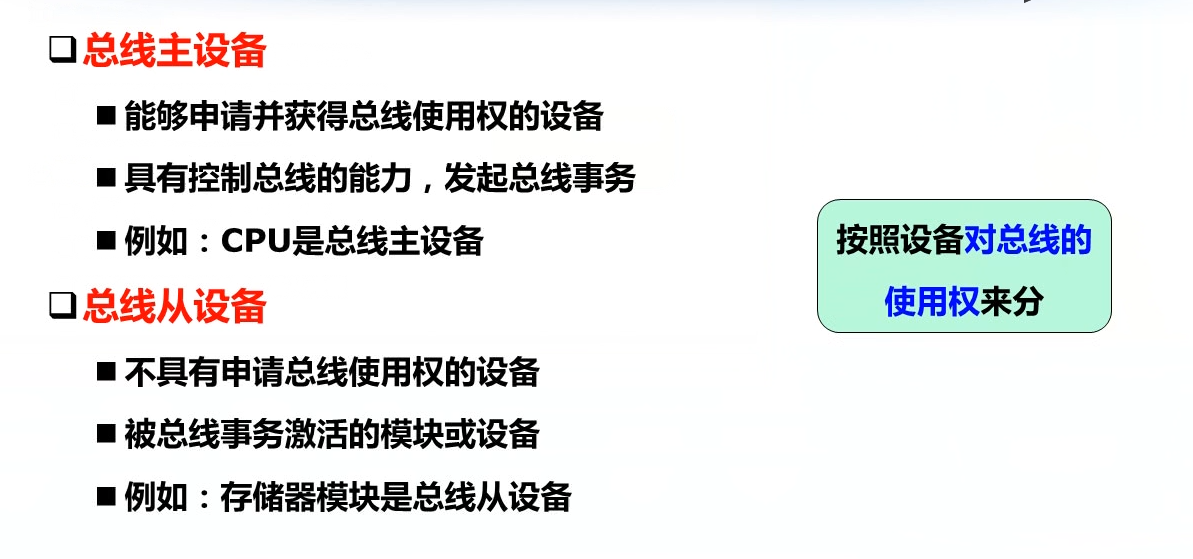 总线主设备
能够申请并获得总线使用权的设备
具有控制总线的能力，发起总线事务
例如：CPU是总线主设备
按照设备对总线的
使用权来分
总线从设备
不具有申请总线使用权的设备
被总线事务激活的模块或设备
例如：存储器模块是总线从设备